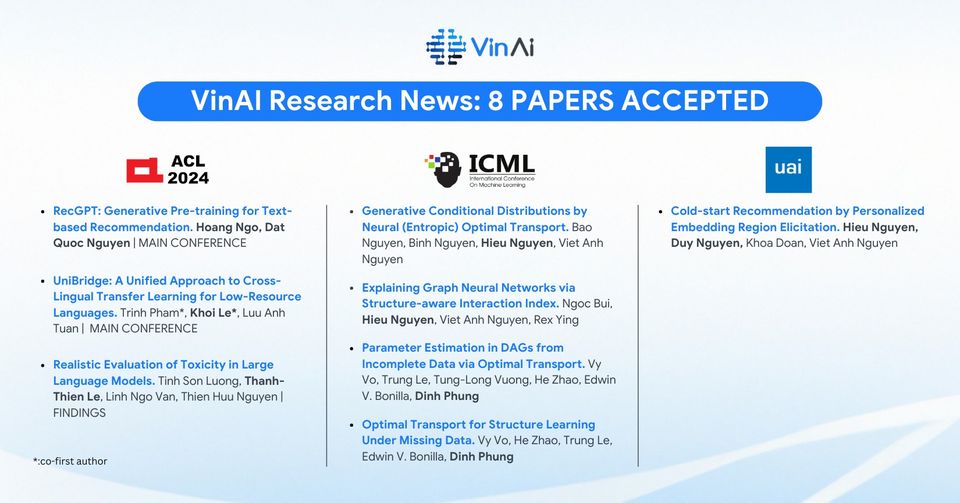 VinAi
VinAI Research News: 8 PAPERS ACCEPTED
ACL
2024
• RecGPT: Generative Pre-training for Text-
based Recommendation. Hoang Ngo, Dat
Quoc Nguyen | MAIN CONFERENCE
• UniBridge: A Unified Approach to Cross-
Lingual Transfer Learning for Low-Resource
Languages. Trinh Pham*, Khoi Le*, Luu Anh
Tuan | MAIN CONFERENCE
• Realistic Evaluation of Toxicity in Large
Language Models. Tinh Son Luong, Thanh-
Thien Le, Linh Ngo Van, Thien Huu Nguyen |
FINDINGS
*:co-first author
ICML
International Conference
On Machine Learning
• Generative Conditional Distributions by
Neural (Entropic) Optimal Transport. Bao
Nguyen, Binh Nguyen, Hieu Nguyen, Viet Anh
Nguyen
• Explaining Graph Neural Networks via
Structure-aware Interaction Index. Ngoc Bui,
Hieu Nguyen, Viet Anh Nguyen, Rex Ying
• Parameter Estimation in DAGs from
Incomplete Data via Optimal Transport. Vy
Vo, Trung Le, Tung-Long Vuong, He Zhao, Edwin
V. Bonilla, Dinh Phung
• Optimal Transport for Structure Learning
Under Missing Data. Vy Vo, He Zhao, Trung Le,
Edwin V. Bonilla, Dinh Phung
uai
• Cold-start Recommendation by Personalized
Embedding Region Elicitation. Hieu Nguyen,
Duy Nguyen, Khoa Doan, Viet Anh Nguyen